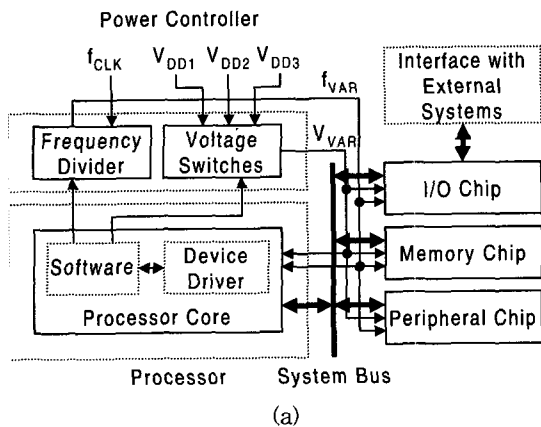 Power Controller
fCLK
VDD1 VDD2 VDD3
fVAR
Interface with
External
Systems
Frequency
Divider
Voltage
Switches
VVAR
I/O Chip
Software
Device
Driver
Memory Chip
Processor Core
Peripheral Chip
Processor
System Bus
(a)